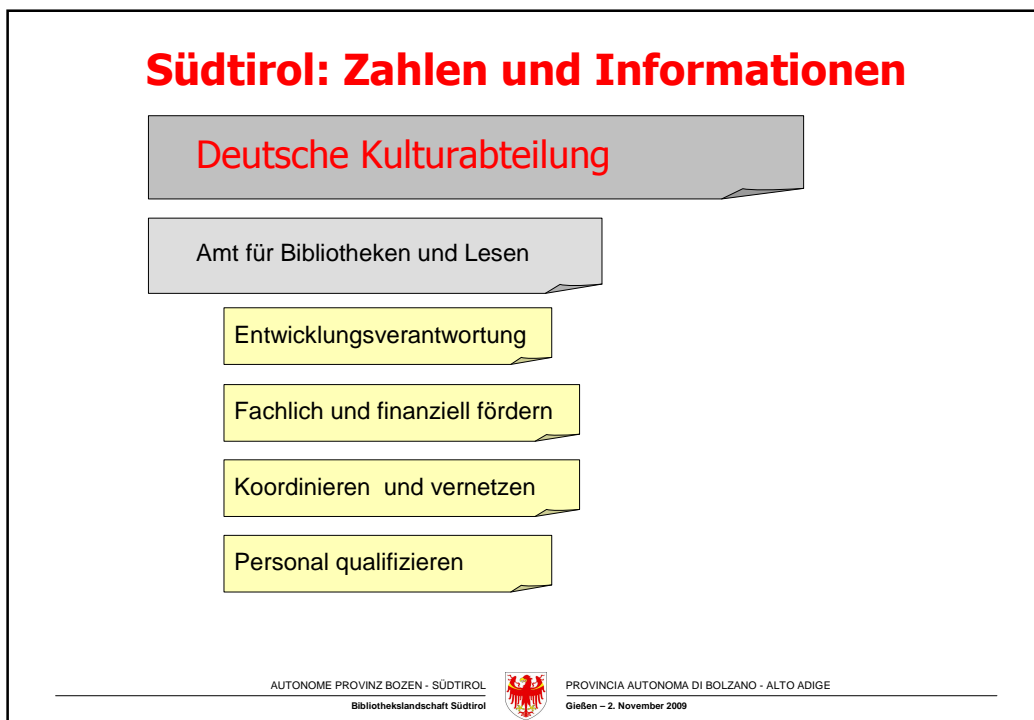 Südtirol: Zahlen und Informationen
Deutsche Kulturabteilung
Amt für Bibliotheken und Lesen
Entwicklungsverantwortung
Fachlich und finanziell fördern
Koordinieren  und vernetzen
Personal qualifizieren
AUTONOME PROVINZ BOZEN - SÜDTIROL
Bibliothekslandschaft Südtirol
PROVINCIA AUTONOMA DI BOLZANO - ALTO ADIGE
Gießen – 2. November 2009